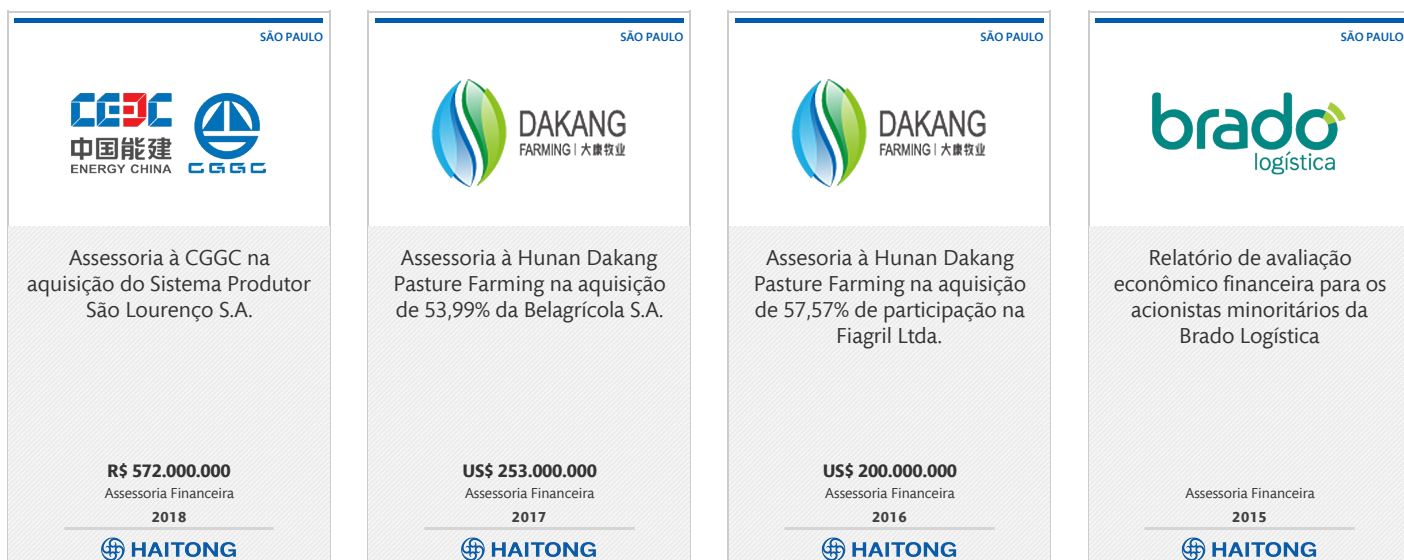 SÃO PAULO
CEEC
中国能建
ENERGY CHINA
CGGC
Assessoria à CGGC na
aquisição do Sistema Produtor
São Lourenço S.A.
R$ 572.000.000
Assessoria Financeira
2018
HAITONG
SÃO PAULO
DAKANG
FARMING | 大康牧业
Assessoria à Hunan Dakang
Pasture Farming na aquisição
de 53,99% da Belagrícola S.A.
US$ 253.000.000
Assessoria Financeira
2017
HAITONG
SÃO PAULO
DAKANG
FARMING | 大康牧业
Assesoria à Hunan Dakang
Pasture Farming na aquisição
de 57,57% de participação na
Fiagril Ltda.
US$ 200.000.000
Assessoria Financeira
2016
HAITONG
SÃO PAULO
brado
logística
Relatório de avaliação
econômico financeira para os
acionistas minoritários da
Brado Logística
Assessoria Financeira
2015
HAITONG